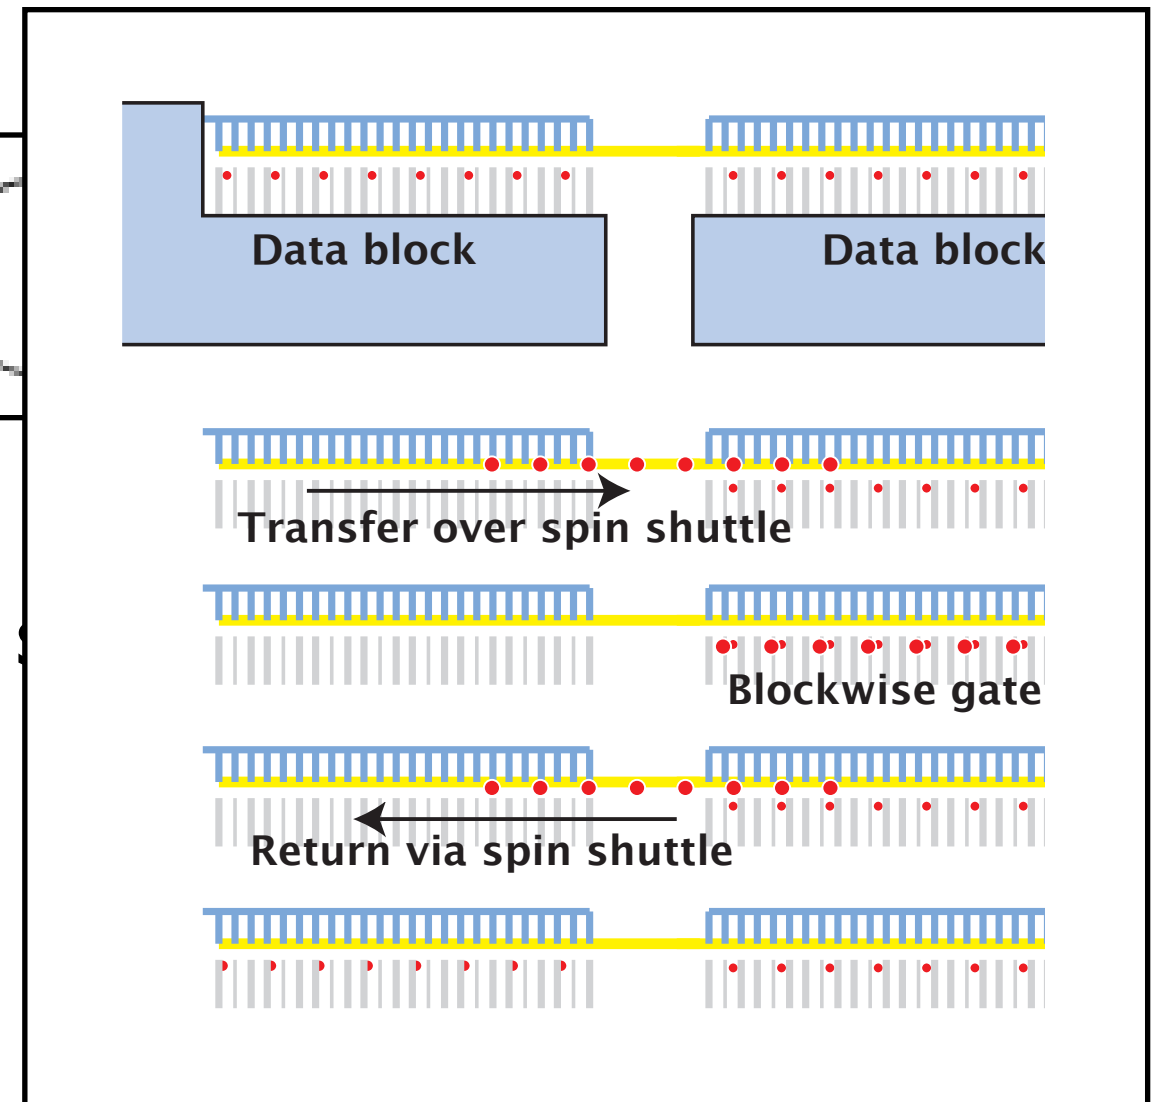 Data block
Data block
Transfer over spin shuttle
Blockwise gate
Return via spin shuttle